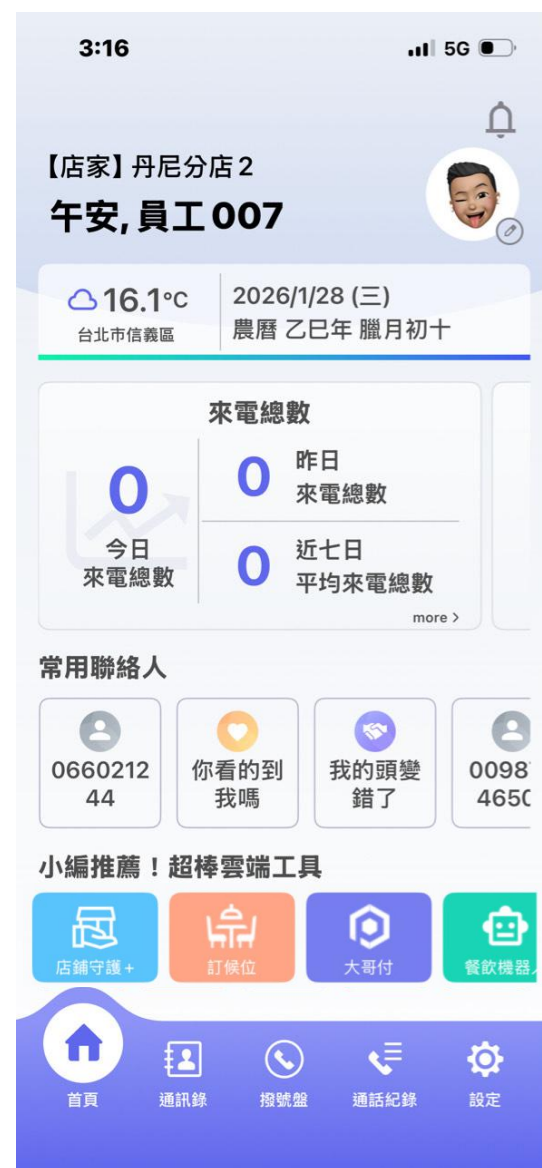 3:16
5G
【店家】丹尼分店2
午安, 員工007
16.1°C
台北市信義區
2026/1/28 (三)
農曆 乙巳年 臘月初十
來電總數
0
今日
來電總數
0
昨日
來電總數
0
近七日
平均來電總數
more >
常用聯絡人
0660212
44
你看的到
我嗎
我的頭變
錯了
0098
4650
小編推薦！超棒雲端工具
店鋪守護+
訂候位
大哥付
餐飲機器
首頁
通訊錄
撥號盤
通話紀錄
設定